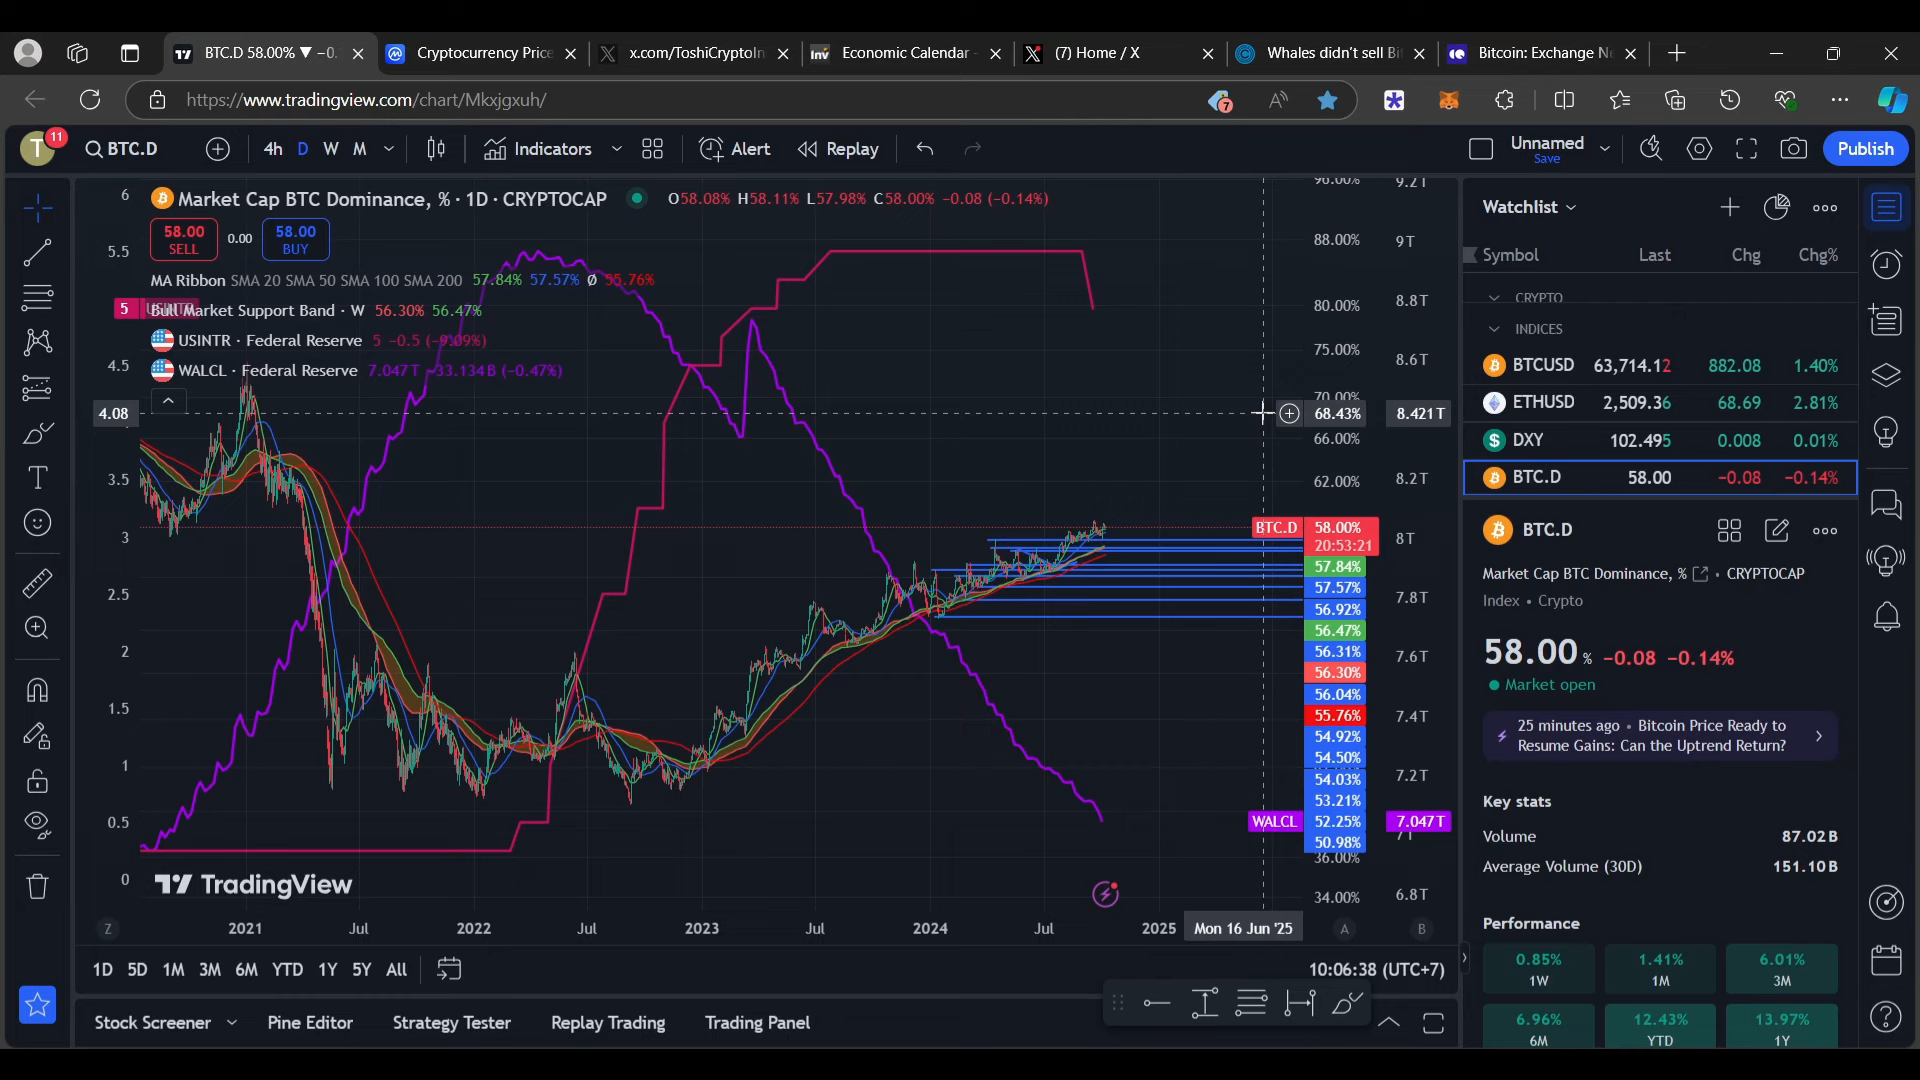 BTC.D 58.00% ▼ −0.
Cryptocurrency Price
x.com/ToshiCryptoIn
Economic Calendar -
(7) Home / X
Whales didn't sell Bi
Bitcoin: Exchange Ne
https://www.tradingview.com/chart/Mkxjgxuh/
7
T
11
BTC.D
4h
D
W
M
Indicators
Alert
Replay
Unnamed
Save
Publish
Market Cap BTC Dominance, % · 1D · CRYPTOCAP
O58.08% H58.11% L57.98% C58.00% −0.08 (−0.14%)
58.00
SELL
0.00
58.00
BUY
MA Ribbon SMA 20 SMA 50 SMA 100 SMA 200 57.84% 57.57% Ø 55.76%
Bull Market Support Band · W 56.30% 56.47%
USINTR · Federal Reserve 5 −0.5 (−9.09%)
WALCL · Federal Reserve 7.047T −33.134B (−0.47%)
6
5.5
5
USINTR
4.5
4.08
3.5
3
2.5
2
1.5
1
0.5
0
96.00%
88.00%
80.00%
75.00%
70.00%
68.43%
66.00%
62.00%
BTC.D
58.00%
20:53:21
57.84%
57.57%
56.92%
56.47%
56.31%
56.30%
56.04%
55.76%
54.92%
54.50%
54.03%
53.21%
WALCL
52.25%
50.98%
36.00%
34.00%
9.2T
9T
8.8T
8.6T
8.421T
8.2T
8T
7.8T
7.6T
7.4T
7.2T
7.047T
7T
6.8T
TradingView
Z
2021
Jul
2022
Jul
2023
Jul
2024
Jul
2025
Mon 16 Jun '25
A
B
1D
5D
1M
3M
6M
YTD
1Y
5Y
All
10:06:38 (UTC+7)
Stock Screener
Pine Editor
Strategy Tester
Replay Trading
Trading Panel
Watchlist
Symbol Last Chg Chg%
CRYPTO
INDICES
BTCUSD 63,714.12 882.08 1.40%
ETHUSD 2,509.36 68.69 2.81%
DXY 102.495 0.008 0.01%
BTC.D 58.00 −0.08 −0.14%
BTC.D
Market Cap BTC Dominance, % • CRYPTOCAP
Index • Crypto
58.00 % −0.08 −0.14%
Market open
25 minutes ago • Bitcoin Price Ready to
Resume Gains: Can the Uptrend Return?
Key stats
Volume 87.02B
Average Volume (30D) 151.10B
Performance
0.85%
1W
1.41%
1M
6.01%
3M
6.96%
6M
12.43%
YTD
13.97%
1Y